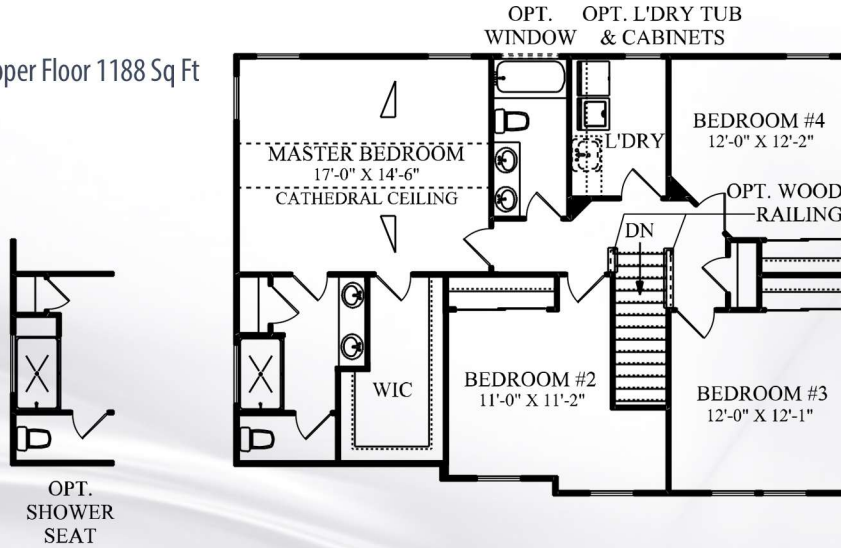 OPT. WINDOW
OPT. L'DRY TUB & CABINETS
pper Floor 1188 Sq Ft
MASTER BEDROOM
17'-0" X 14'-6"
CATHEDRAL CEILING
L'DRY
BEDROOM #4
12'-0" X 12'-2"
OPT. WOOD
RAILING
DN
WIC
BEDROOM #2
11'-0" X 11'-2"
BEDROOM #3
12'-0" X 12'-1"
OPT.
SHOWER
SEAT